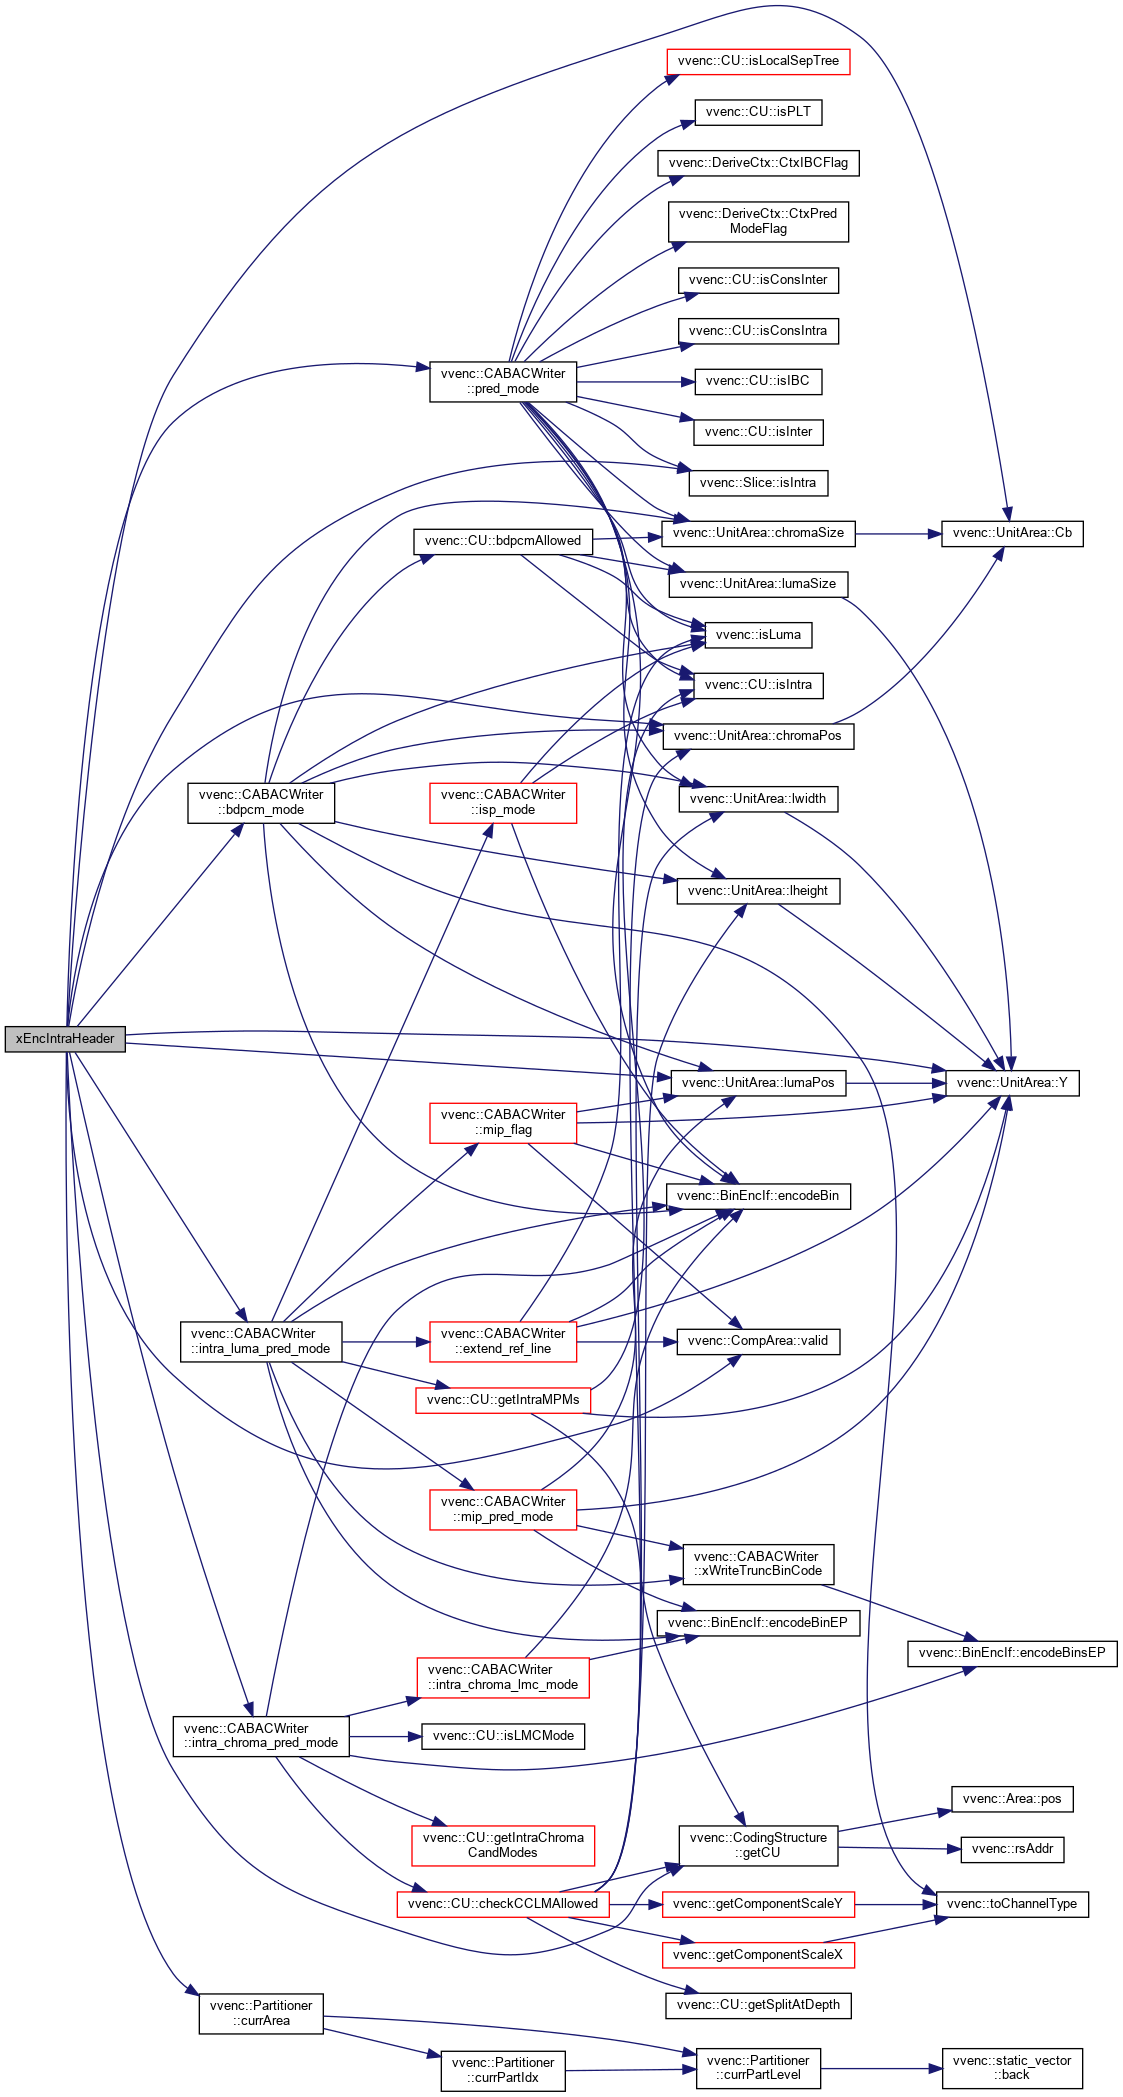 vvenc::CU::isLocalSepTree
vvenc::CU::isPLT
vvenc::DeriveCtx::CtxIBCFlag
vvenc::DeriveCtx::CtxPred
ModeFlag
vvenc::CU::isConsInter
vvenc::CU::isConsIntra
vvenc::CABACWriter
::pred_mode
vvenc::CU::isIBC
vvenc::CU::isInter
vvenc::Slice::isIntra
vvenc::CU::bdpcmAllowed
vvenc::UnitArea::chromaSize
vvenc::UnitArea::Cb
vvenc::UnitArea::lumaSize
vvenc::isLuma
vvenc::CU::isIntra
vvenc::UnitArea::chromaPos
vvenc::CABACWriter
::bdpcm_mode
vvenc::CABACWriter
::isp_mode
vvenc::UnitArea::lwidth
vvenc::UnitArea::lheight
xEncIntraHeader
vvenc::UnitArea::lumaPos
vvenc::UnitArea::Y
vvenc::CABACWriter
::mip_flag
vvenc::BinEncIf::encodeBin
vvenc::CABACWriter
::intra_luma_pred_mode
vvenc::CABACWriter
::extend_ref_line
vvenc::CompArea::valid
vvenc::CU::getIntraMPMs
vvenc::CABACWriter
::mip_pred_mode
vvenc::CABACWriter
::xWriteTruncBinCode
vvenc::BinEncIf::encodeBinEP
vvenc::BinEncIf::encodeBinsEP
vvenc::CABACWriter
::intra_chroma_lmc_mode
vvenc::CABACWriter
::intra_chroma_pred_mode
vvenc::CU::isLMCMode
vvenc::Area::pos
vvenc::CU::getIntraChroma
CandModes
vvenc::CodingStructure
::getCU
vvenc::rsAddr
vvenc::CU::checkCCLMAllowed
vvenc::getComponentScaleY
vvenc::toChannelType
vvenc::getComponentScaleX
vvenc::CU::getSplitAtDepth
vvenc::Partitioner
::currArea
vvenc::Partitioner
::currPartIdx
vvenc::Partitioner
::currPartLevel
vvenc::static_vector
::back